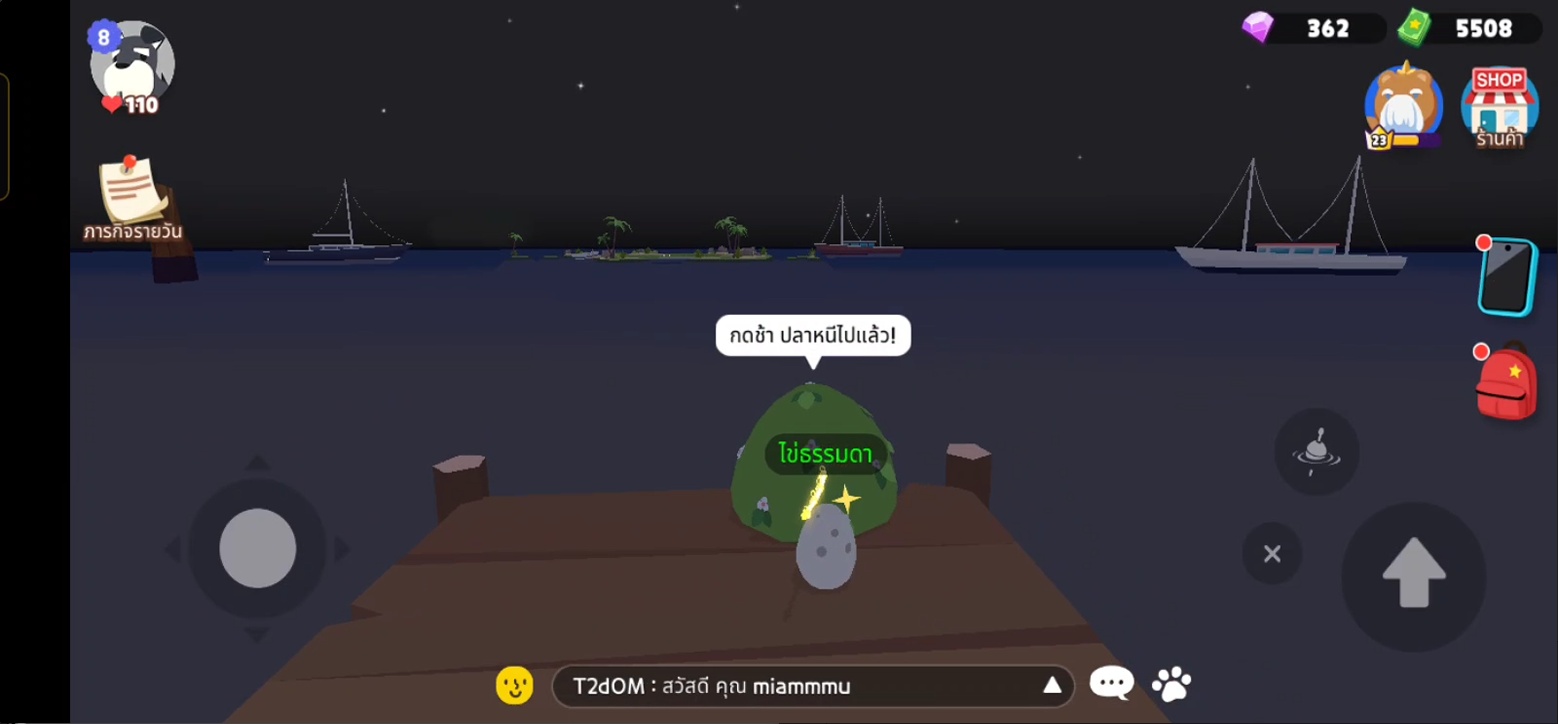 8
110
ภารกิจรายวัน
362
5508
23
SHOP
ร้านค้า
กดช้า ปลาหนีไปแล้ว!
ไข่ธรรมดา
T2dOM : สวัสดี คุณ miammmu